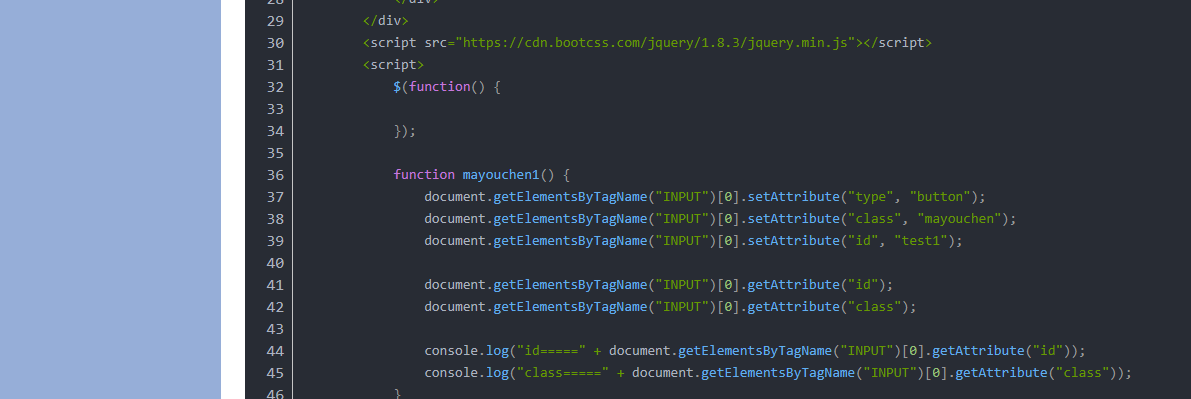 28 </div>
29 </div>
30 <script src="https://cdn.bootcss.com/jquery/1.8.3/jquery.min.js"></script>
31 <script>
32 $(function() {
33
34 });
35
36 function mayouchen1() {
37 document.getElementsByTagName("INPUT")[0].setAttribute("type", "button");
38 document.getElementsByTagName("INPUT")[0].setAttribute("class", "mayouchen");
39 document.getElementsByTagName("INPUT")[0].setAttribute("id", "test1");
40
41 document.getElementsByTagName("INPUT")[0].getAttribute("id");
42 document.getElementsByTagName("INPUT")[0].getAttribute("class");
43
44 console.log("id=====" + document.getElementsByTagName("INPUT")[0].getAttribute("id"));
45 console.log("class=====" + document.getElementsByTagName("INPUT")[0].getAttribute("class"));
46 }